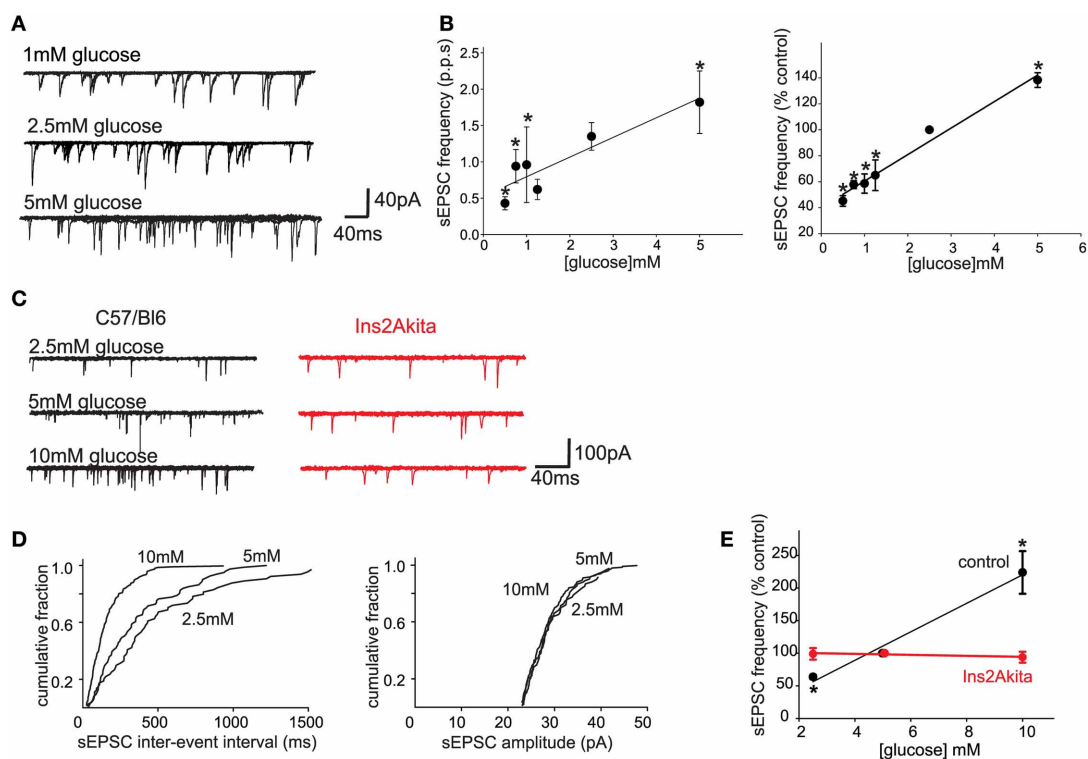 A
1mM glucose
2.5mM glucose
5mM glucose
40pA
40ms
B
sEPSC frequency (p.p.s)
2.5
2.0
1.5
1.0
0.5
0.0
*
*
*
*
0
1
2
3
4
5
[glucose]mM
sEPSC frequency (% control)
140
120
100
80
60
40
20
*
*
*
*
*
0
1
2
3
4
5
6
[glucose]mM
C
C57/Bl6
Ins2Akita
2.5mM glucose
5mM glucose
10mM glucose
100pA
40ms
D
cumulative fraction
1.0
0.6
0.2
10mM
5mM
2.5mM
0
500
1000
1500
sEPSC inter-event interval (ms)
cumulative fraction
1.0
0.6
0.2
5mM
10mM
2.5mM
0
10
20
30
40
50
sEPSC amplitude (pA)
E
sEPSC frequency (% control)
250
200
150
100
50
0
control
*
Ins2Akita
*
2
4
6
8
10
[glucose] mM